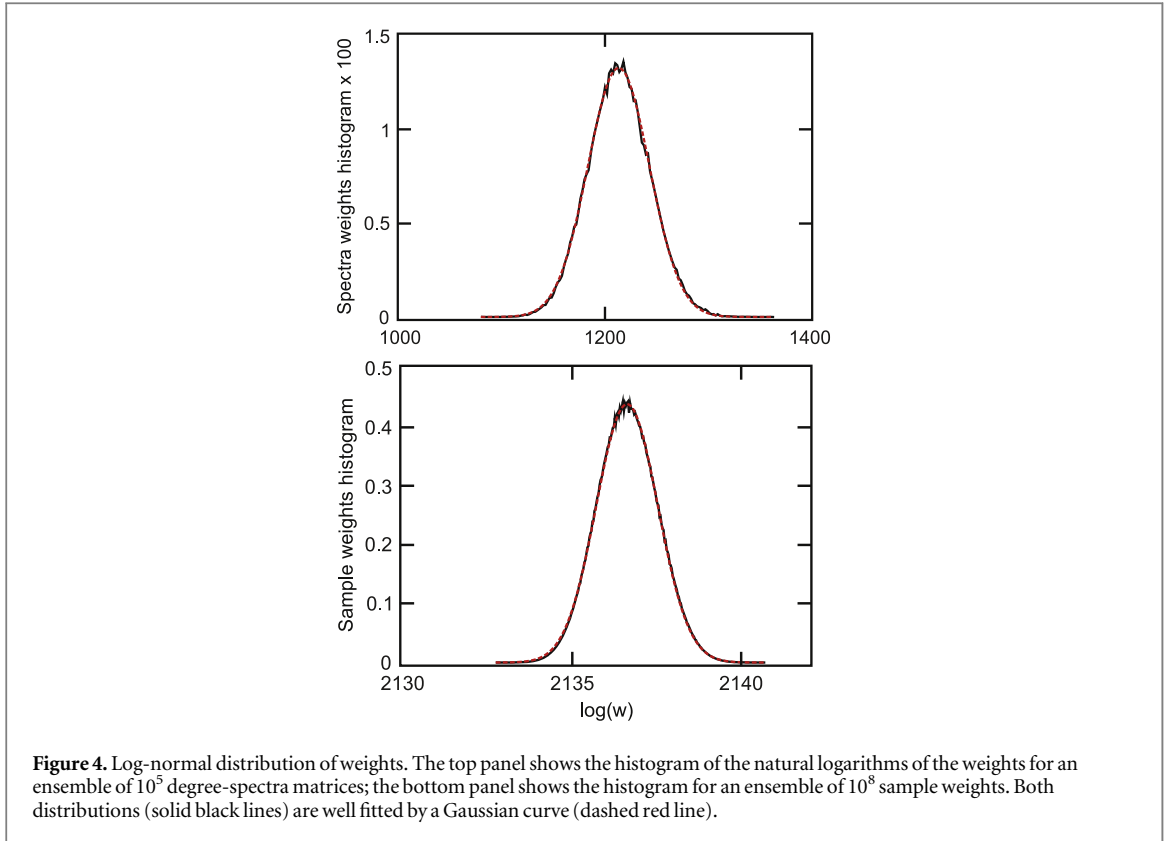 Spectra weights histogram x 100
1.5
1
0.5
0
1000
1200
1400
Sample weights histogram
0.5
0.4
0.3
0.2
0.1
0
2130
2135
2140
log(w)
Figure 4. Log-normal distribution of weights. The top panel shows the histogram of the natural logarithms of the weights for an
ensemble of 10⁵ degree-spectra matrices; the bottom panel shows the histogram for an ensemble of 10⁸ sample weights. Both
distributions (solid black lines) are well fitted by a Gaussian curve (dashed red line).